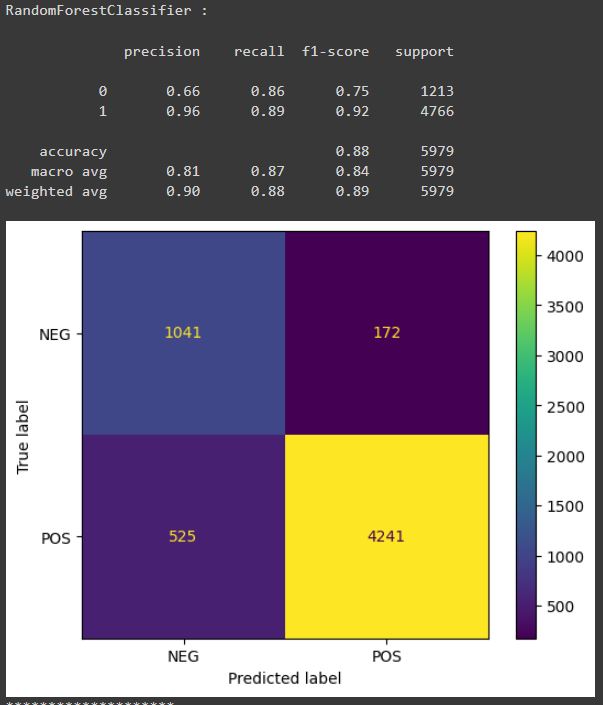 RandomForestClassifier :
precision recall f1-score support
0 0.66 0.86 0.75 1213
1 0.96 0.89 0.92 4766
accuracy 0.88 5979
macro avg 0.81 0.87 0.84 5979
weighted avg 0.90 0.88 0.89 5979
4000
3500
NEG 1041 172
3000
2500
True label
2000
1500
POS 525 4241
1000
500
NEG POS
Predicted label
********************